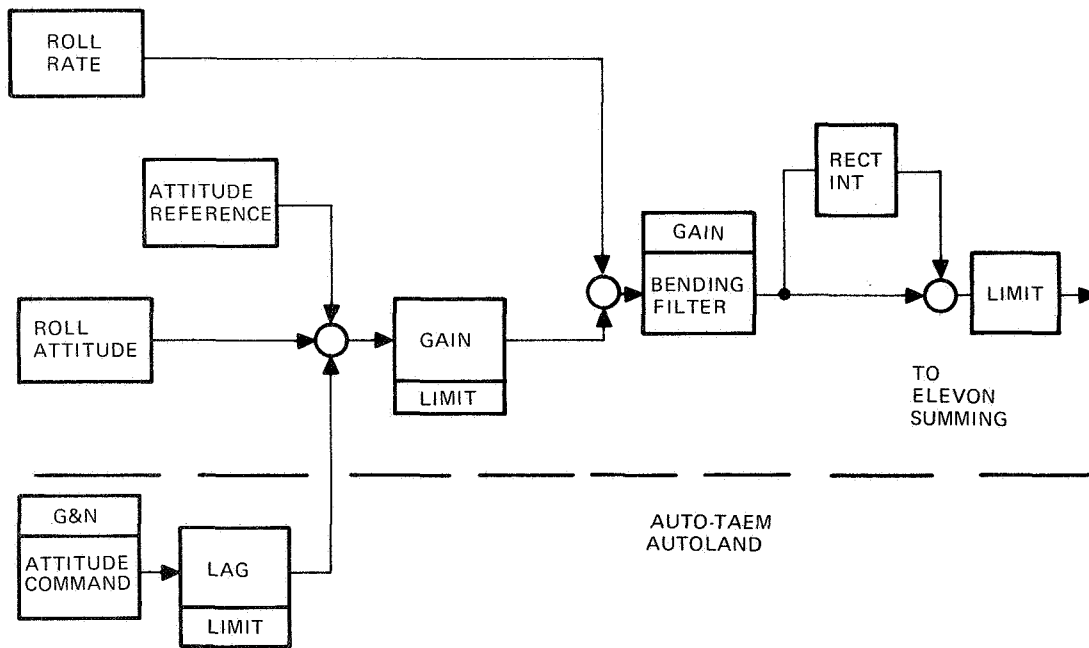 ROLL
RATE
ATTITUDE
REFERENCE
ROLL
ATTITUDE
GAIN
LIMIT
GAIN
BENDING
FILTER
RECT
INT
LIMIT
TO
ELEVON
SUMMING
G&N
ATTITUDE
COMMAND
LAG
LIMIT
AUTO-TAEM
AUTOLAND